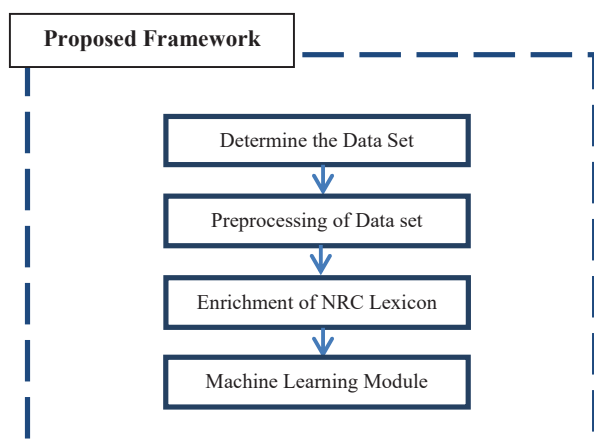 Proposed Framework
Determine the Data Set
Preprocessing of Data set
Enrichment of NRC Lexicon
Machine Learning Module